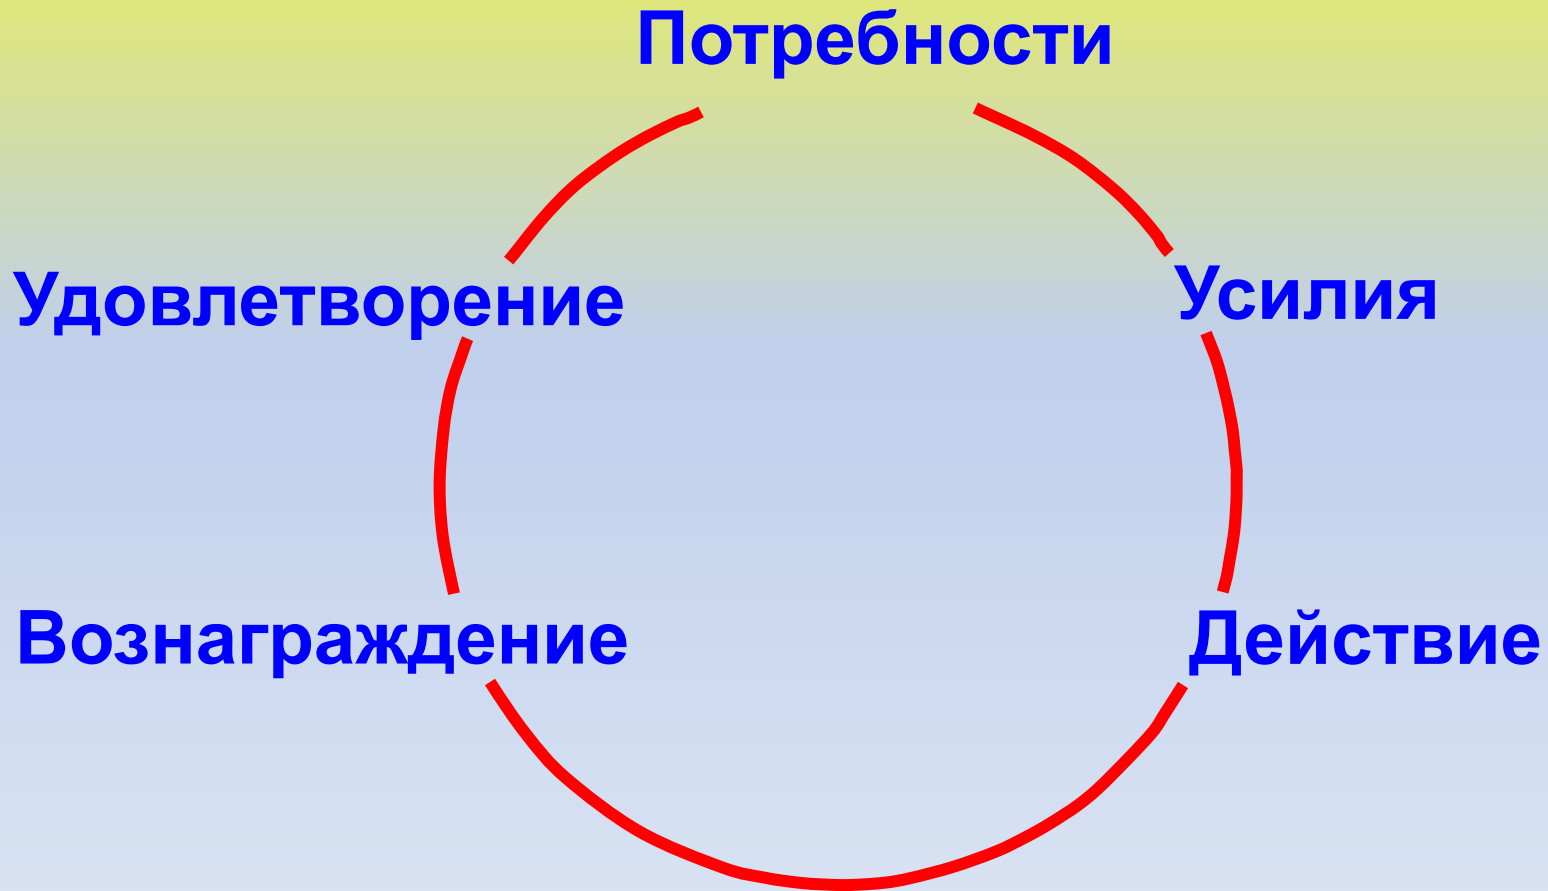 Потребности
Удовлетворение
Усилия
Вознаграждение
Действие